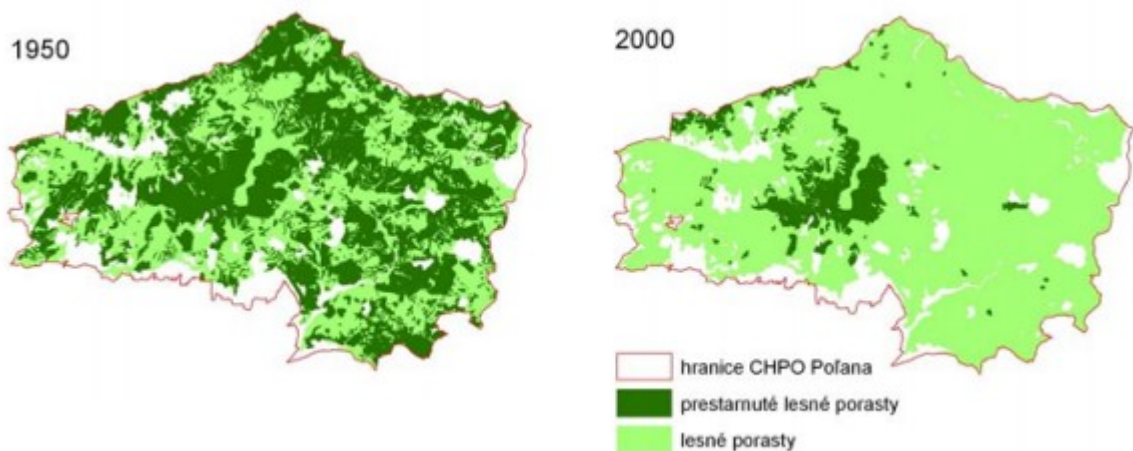 1950
2000
hranice CHPO Poľana
prestarnuté lesné porasty
lesné porasty